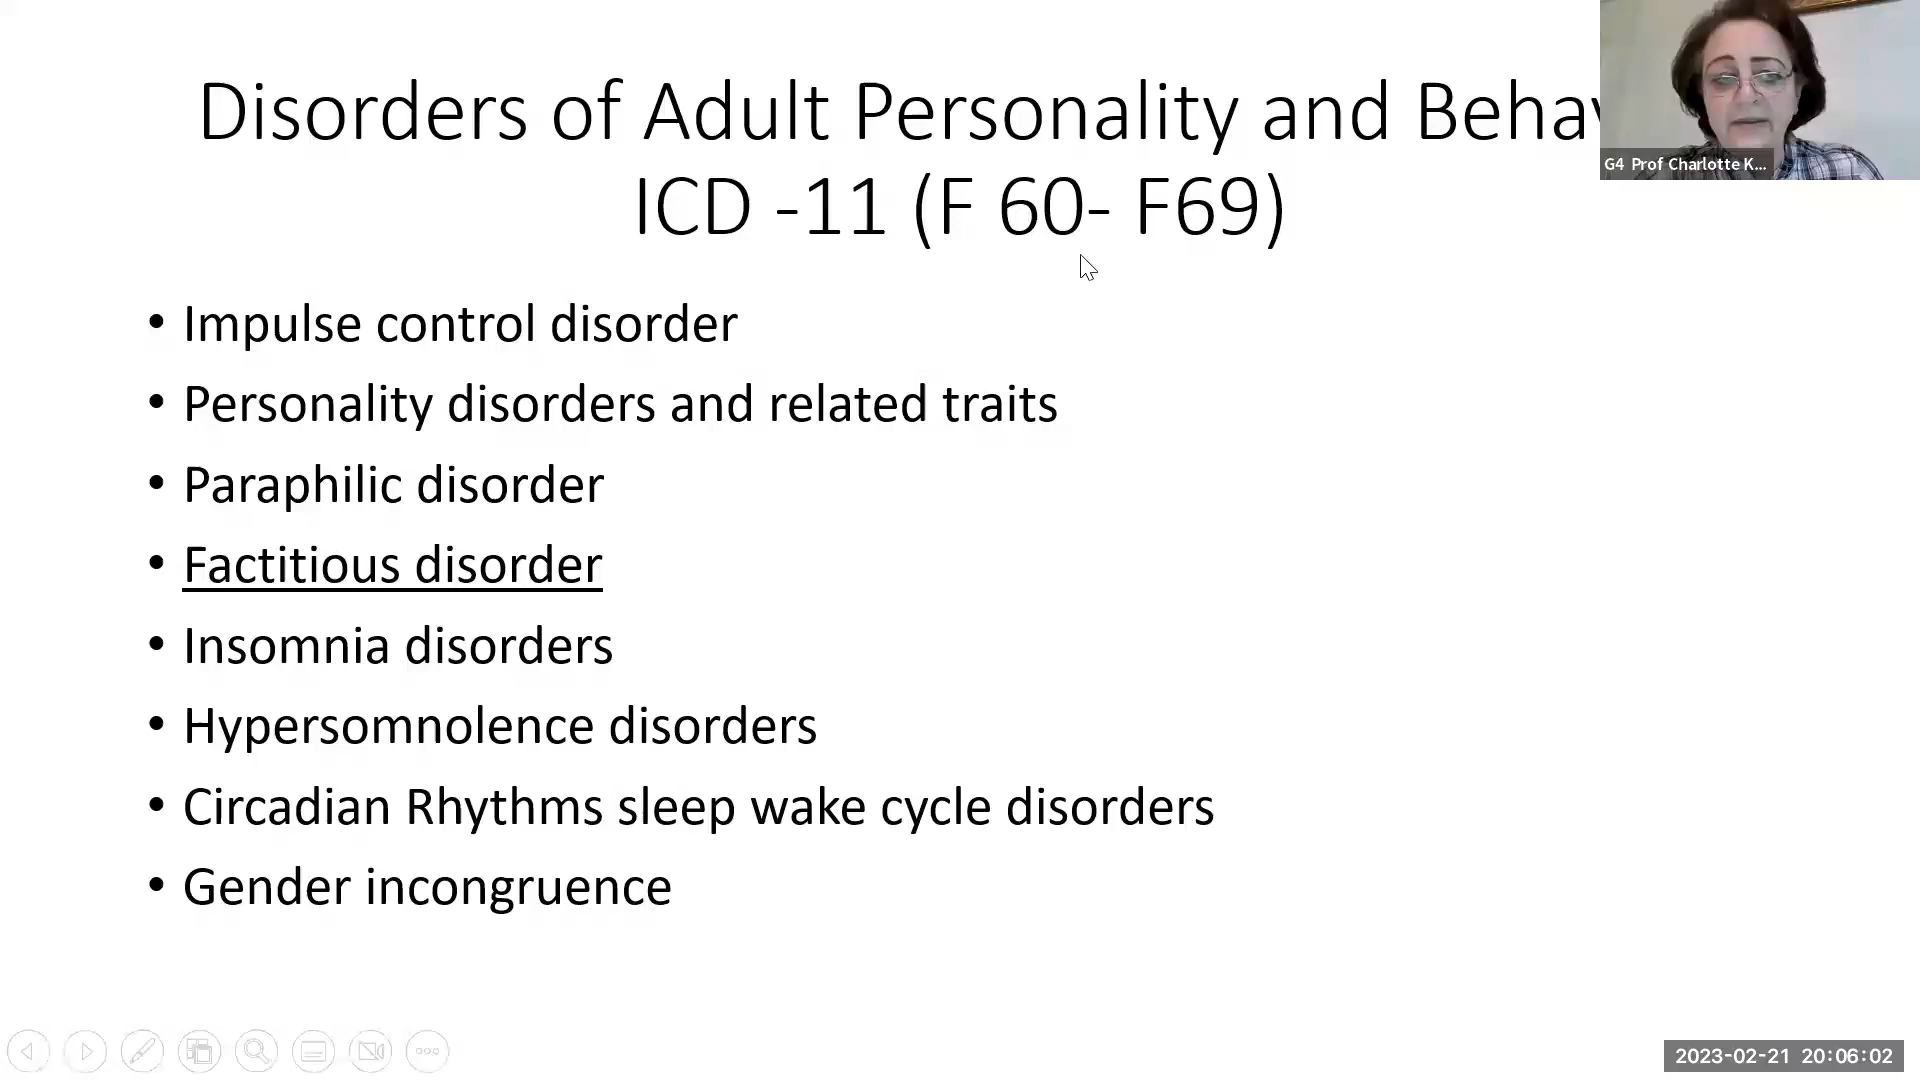 Disorders of Adult Personality and Behav
ICD -11 (F 60- F69)
G4 Prof Charlotte K...
• Impulse control disorder
• Personality disorders and related traits
• Paraphilic disorder
• Factitious disorder
• Insomnia disorders
• Hypersomnolence disorders
• Circadian Rhythms sleep wake cycle disorders
• Gender incongruence
2023-02-21 20:06:02